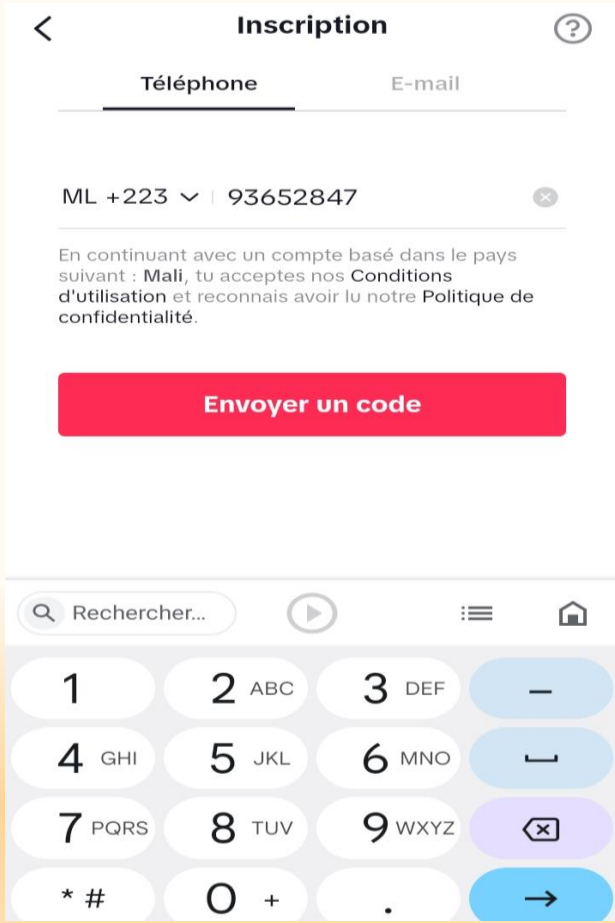 Inscription
?
Téléphone E-mail
ML +223 93652847
En continuant avec un compte basé dans le pays
suivant : Mali, tu acceptes nos Conditions
d'utilisation et reconnais avoir lu notre Politique de
confidentialité.
Envoyer un code
Rechercher...
1 2 ABC 3 DEF –
4 GHI 5 JKL 6 MNO
7 PQRS 8 TUV 9 WXYZ
* # 0 + .